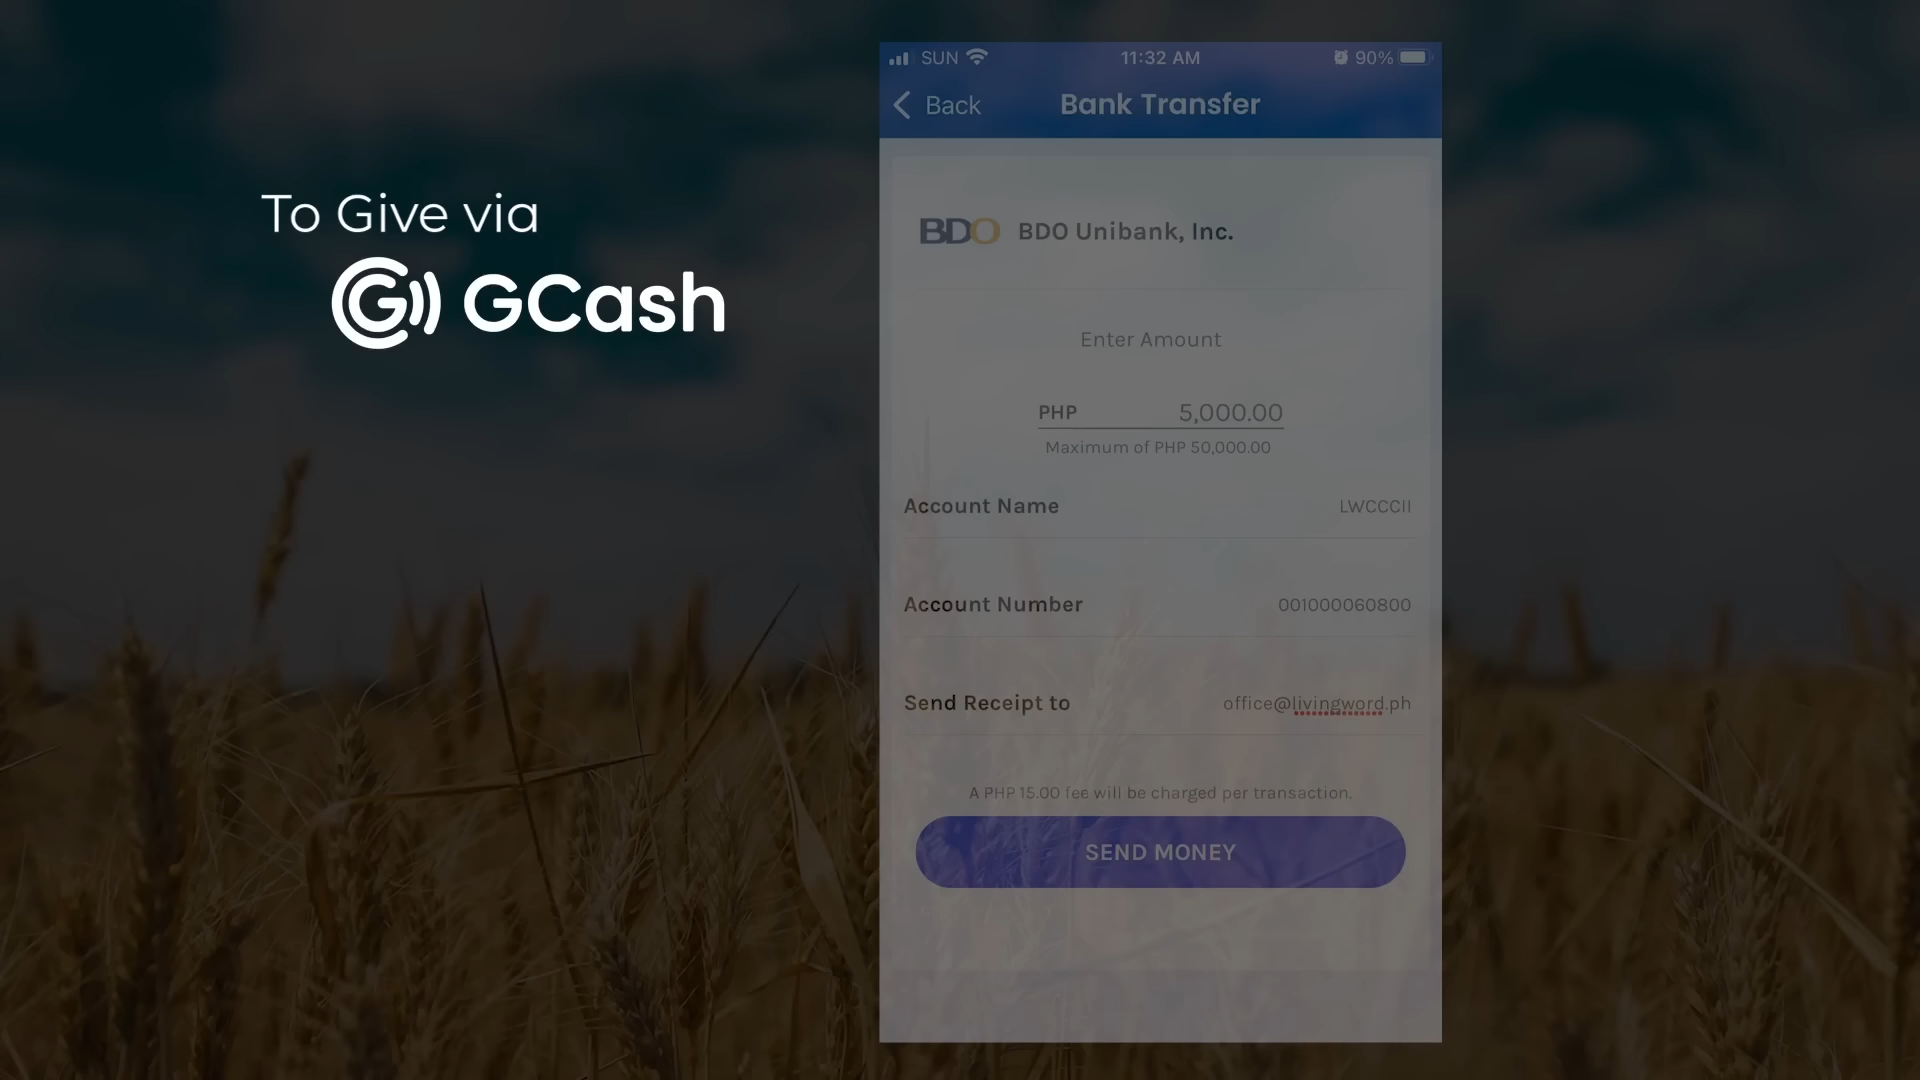 To Give via
GCash
SUN 11:32 AM 90%
Back Bank Transfer
BDO BDO Unibank, Inc.
Enter Amount
PHP 5,000.00
Maximum of PHP 50,000.00
Account Name LWCCCII
Account Number 001000060800
Send Receipt to office@livingword.ph
A PHP 15.00 fee will be charged per transaction.
SEND MONEY